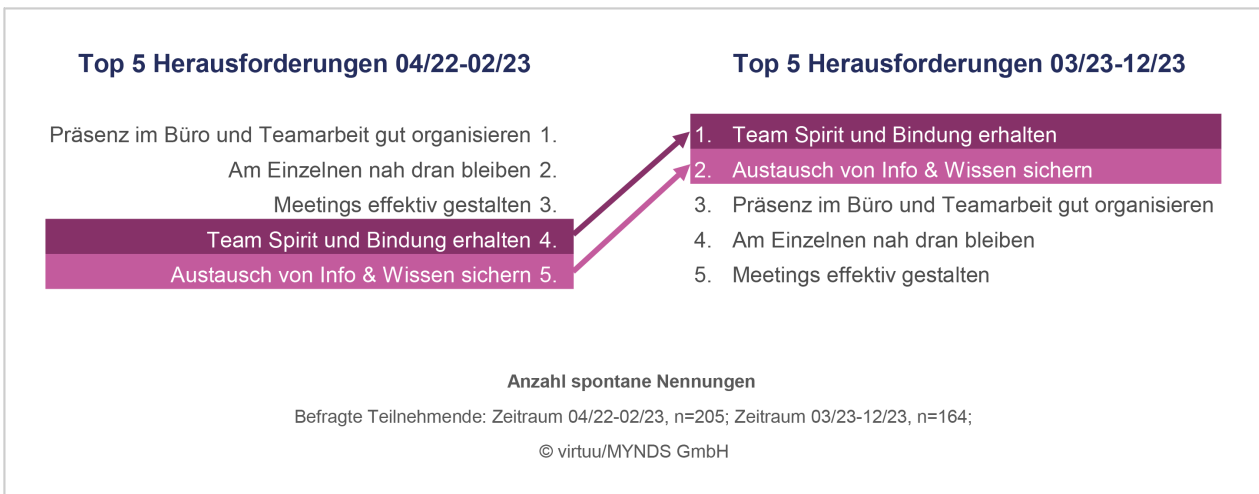 Top 5 Herausforderungen 04/22-02/23
Präsenz im Büro und Teamarbeit gut organisieren 1.
Am Einzelnen nah dran bleiben 2.
Meetings effektiv gestalten 3.
Team Spirit und Bindung erhalten 4.
Austausch von Info & Wissen sichern 5.
Top 5 Herausforderungen 03/23-12/23
1. Team Spirit und Bindung erhalten
2. Austausch von Info & Wissen sichern
3. Präsenz im Büro und Teamarbeit gut organisieren
4. Am Einzelnen nah dran bleiben
5. Meetings effektiv gestalten
Anzahl spontane Nennungen
Befragte Teilnehmende: Zeitraum 04/22-02/23, n=205; Zeitraum 03/23-12/23, n=164;
© virtuu/MYNDS GmbH